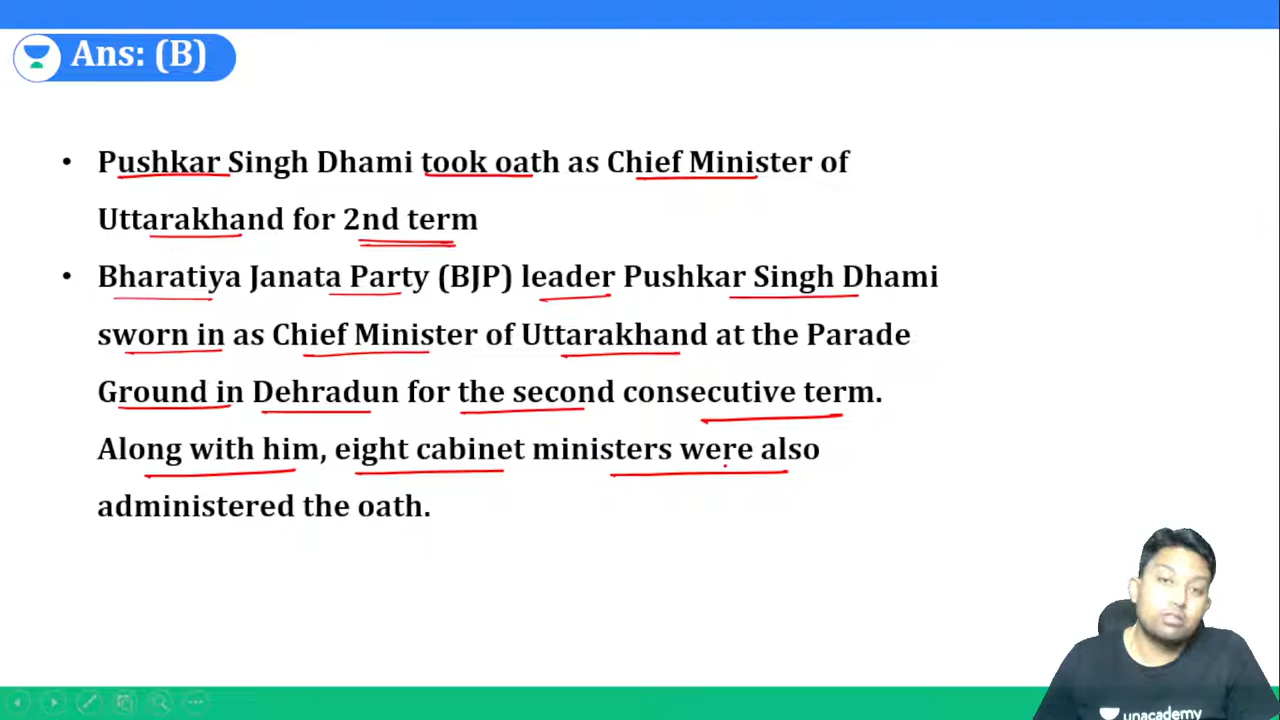 Ans: (B)
• Pushkar Singh Dhami took oath as Chief Minister of
Uttarakhand for 2nd term
• Bharatiya Janata Party (BJP) leader Pushkar Singh Dhami
sworn in as Chief Minister of Uttarakhand at the Parade
Ground in Dehradun for the second consecutive term.
Along with him, eight cabinet ministers were also
administered the oath.
unacademy